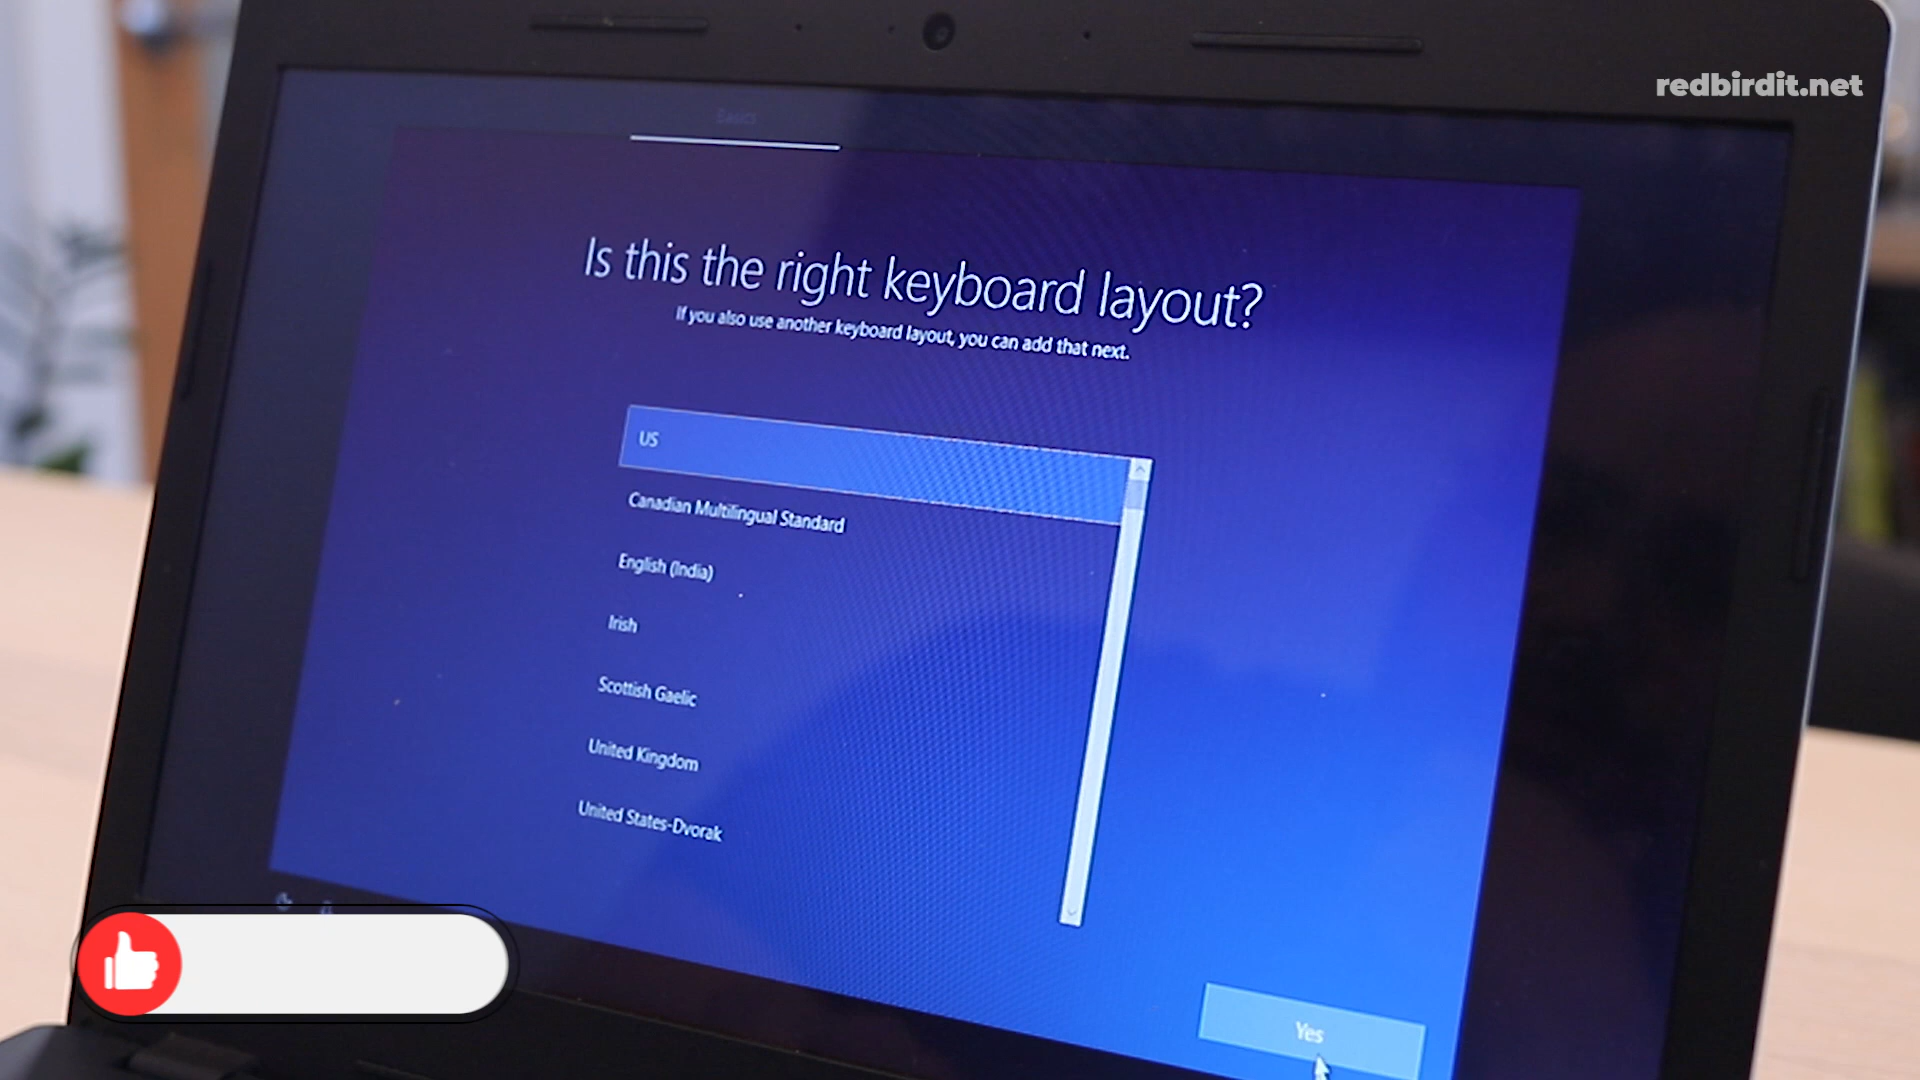 redbirdit.net
Basics
Is this the right keyboard layout?
If you also use another keyboard layout, you can add that next.
US
Canadian Multilingual Standard
English (India)
Irish
Scottish Gaelic
United Kingdom
United States-Dvorak
Yes